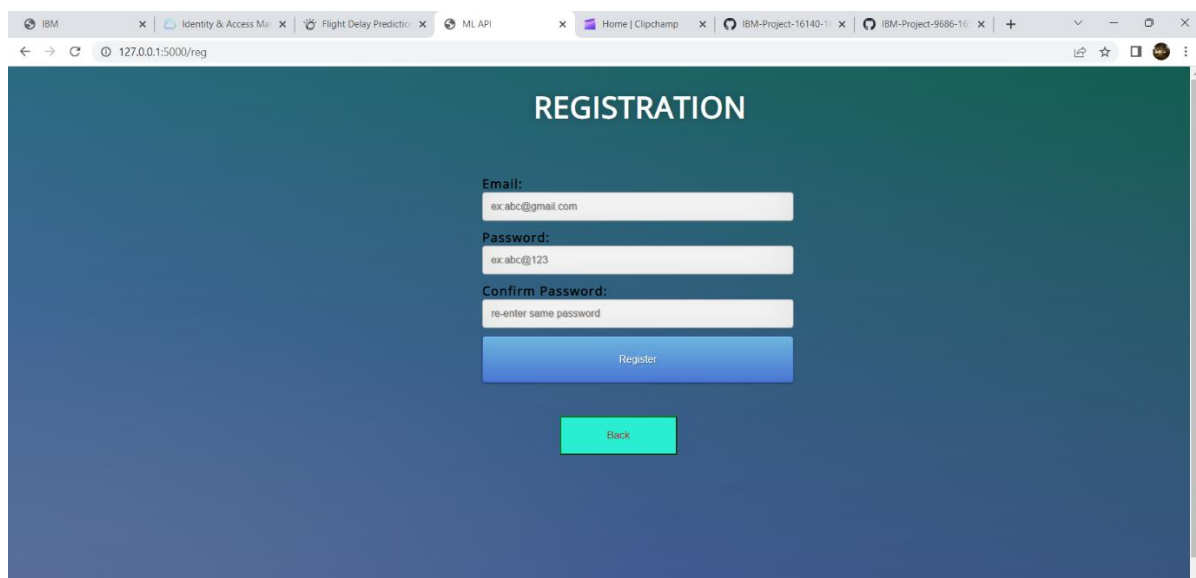 IBM
Identity & Access Ma
Flight Delay Predictio
ML API
Home | Clipchamp
IBM-Project-16140-1
IBM-Project-9686-16
127.0.0.1:5000/reg
REGISTRATION
Email:
ex:abc@gmail.com
Password:
ex:abc@123
Confirm Password:
re-enter same password
Register
Back